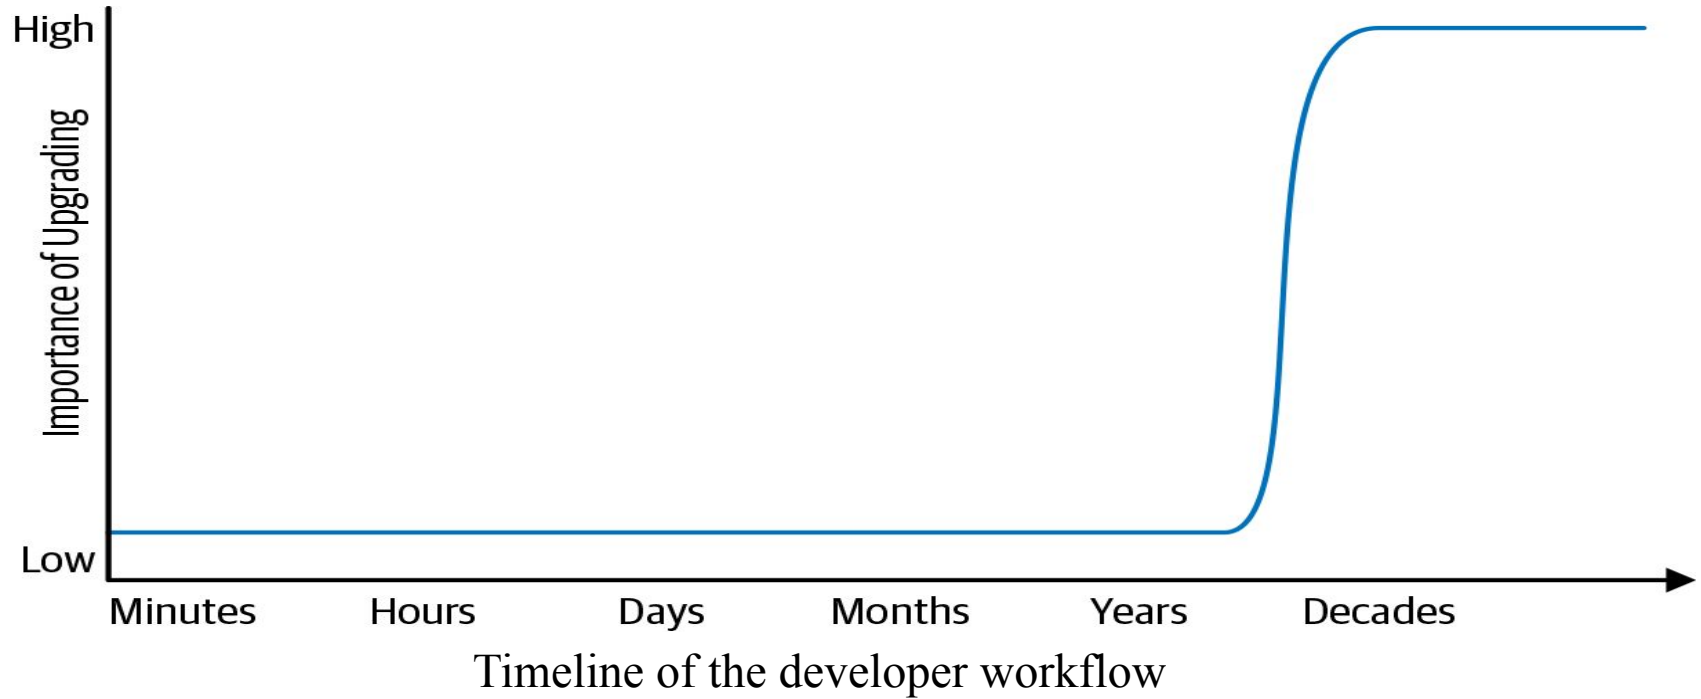 High
Importance of Upgrading
Low
Minutes Hours Days Months Years Decades
Timeline of the developer workflow